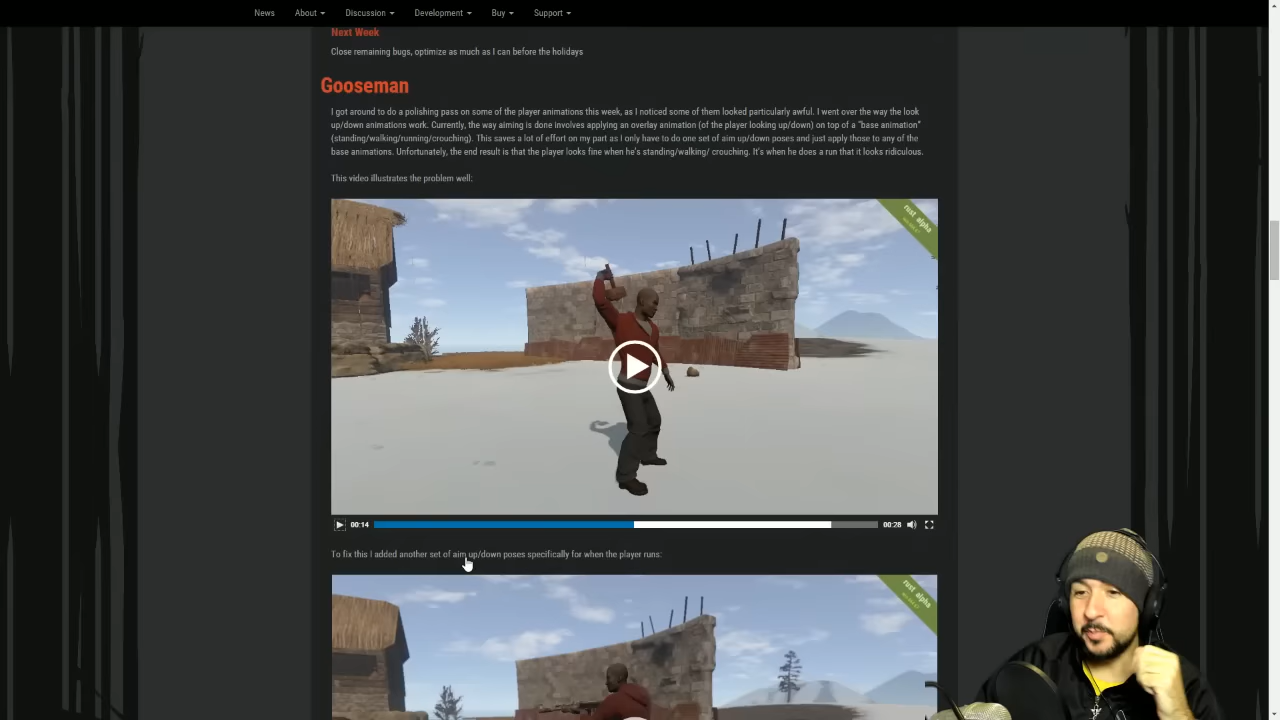 News About Discussion Development Buy Support
Next Week
Close remaining bugs, optimize as much as I can before the holidays
Gooseman
I got around to do a polishing pass on some of the player animations this week, as I noticed some of them looked particularly awful. I went over the way the look
up/down animations work. Currently, the way aiming is done involves applying an overlay animation (of the player looking up/down) on top of a "base animation"
(standing/walking/running/crouching). This saves a lot of effort on my part as I only have to do one set of aim up/down poses and just apply those to any of the
base animations. Unfortunately, the end result is that the player looks fine when he's standing/walking/ crouching. It's when he does a run that it looks ridiculous.
This video illustrates the problem well:
rust alpha
00:14
00:28
To fix this I added another set of aim up/down poses specifically for when the player runs:
rust alpha